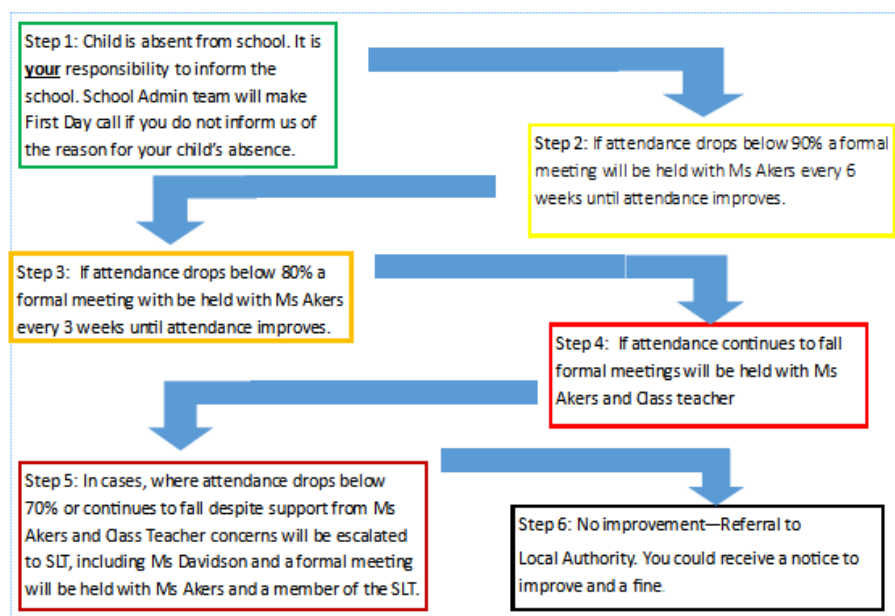 Step 1: Child is absent from school. It is
your responsibility to inform the
school. School Admin team will make
First Day call if you do not inform us of
the reason for your child's absence.
Step 2: If attendance drops below 90% a formal
meeting will be held with Ms Akers every 6
weeks until attendance improves.
Step 3: If attendance drops below 80% a
formal meeting with be held with Ms Akers
every 3 weeks until attendance improves.
Step 4: If attendance continues to fall
formal meetings will be held with Ms
Akers and Class teacher
Step 5: In cases, where attendance drops below
70% or continues to fall despite support from Ms
Akers and Class Teacher concerns will be escalated
to SLT, including Ms Davidson and a formal meeting
will be held with Ms Akers and a member of the SLT.
Step 6: No improvement—Referral to
Local Authority. You could receive a notice to
improve and a fine.